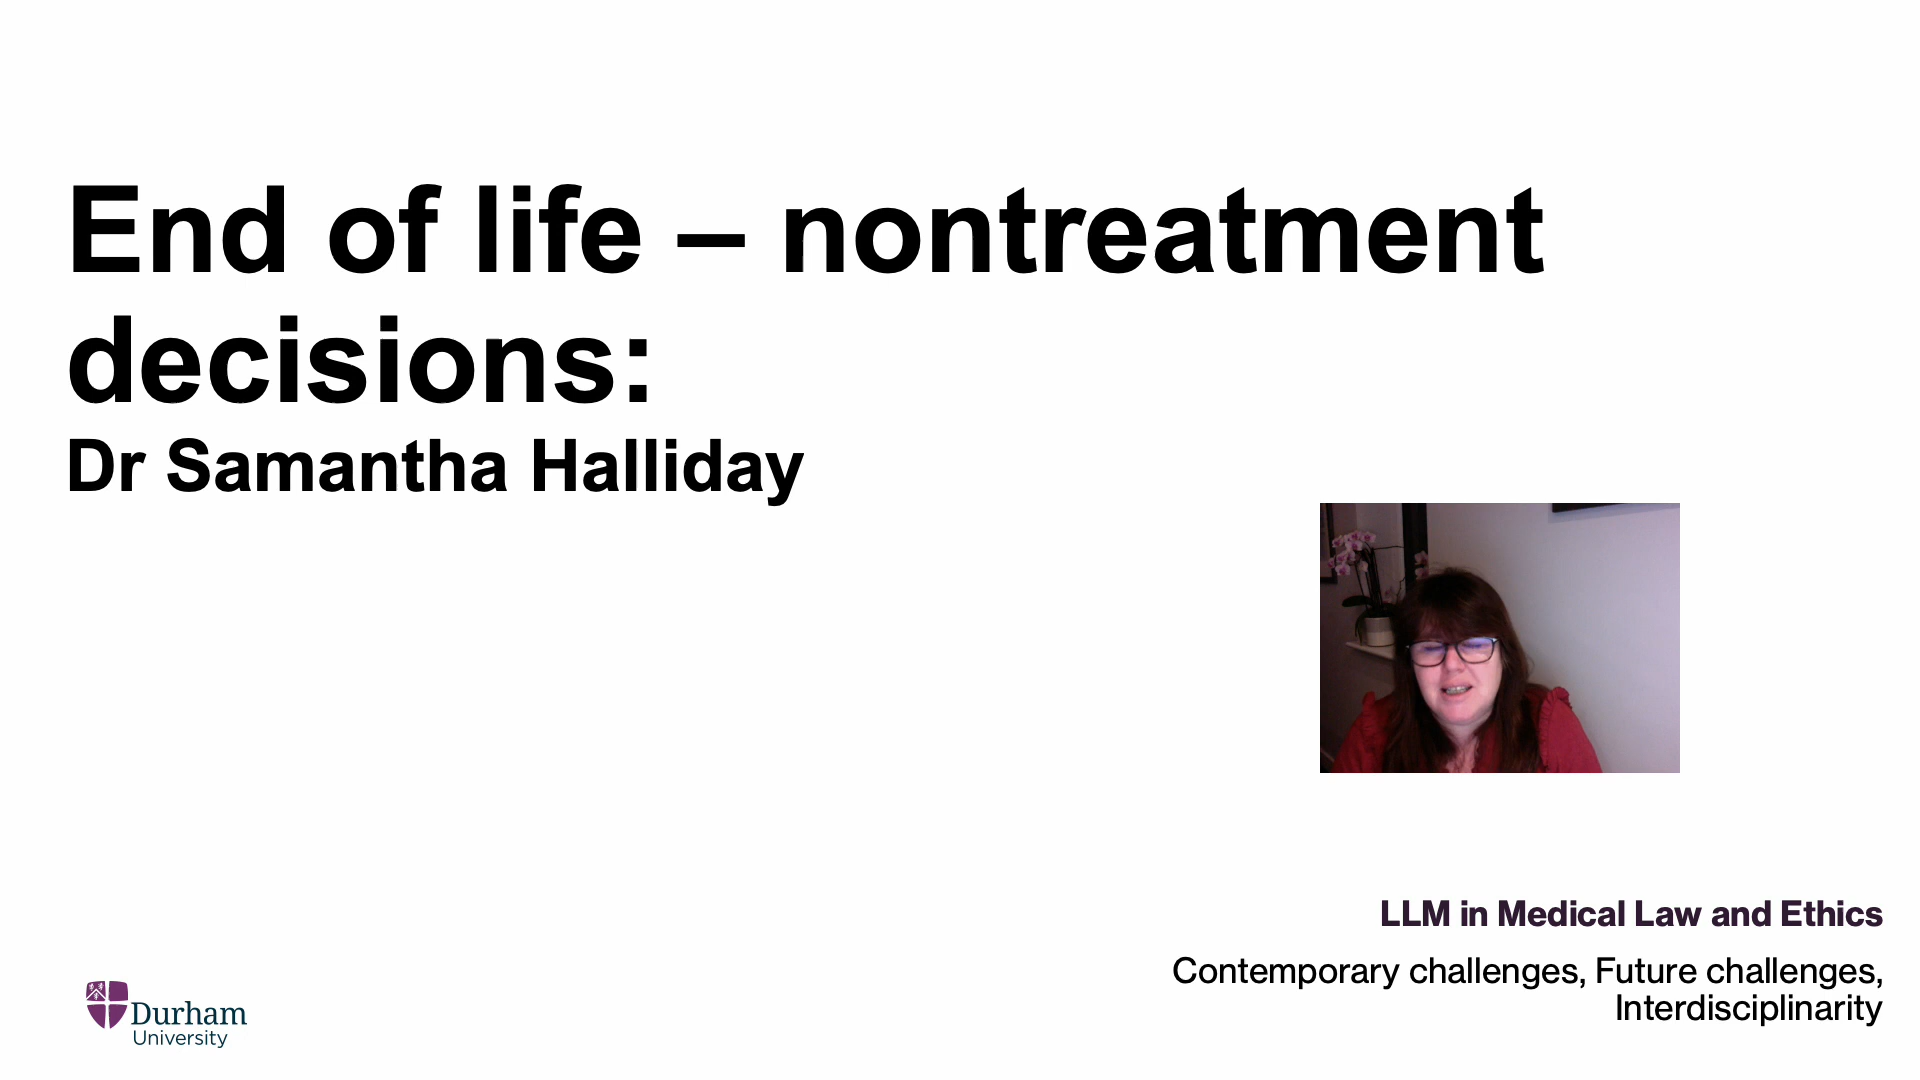 End of life – nontreatment
decisions:
Dr Samantha Halliday
LLM in Medical Law and Ethics
Contemporary challenges, Future challenges,
Interdisciplinarity
Durham
University